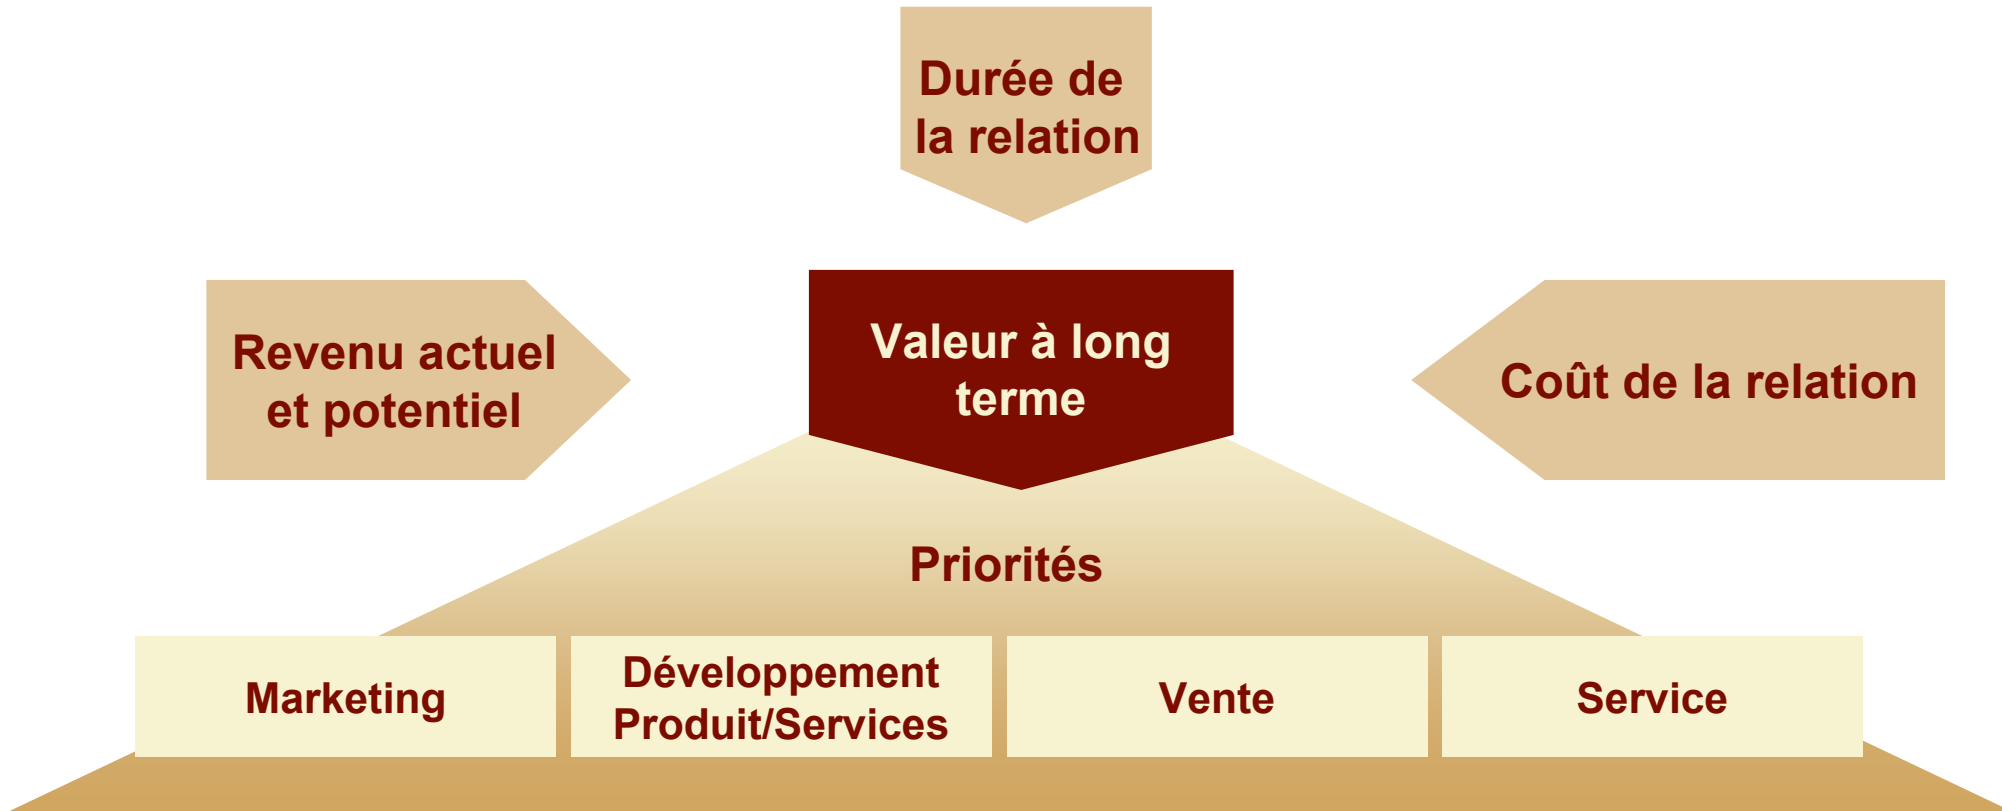 Durée de
la relation
Revenu actuel
et potentiel
Valeur à long
terme
Coût de la relation
Priorités
Marketing
Développement
Produit/Services
Vente
Service